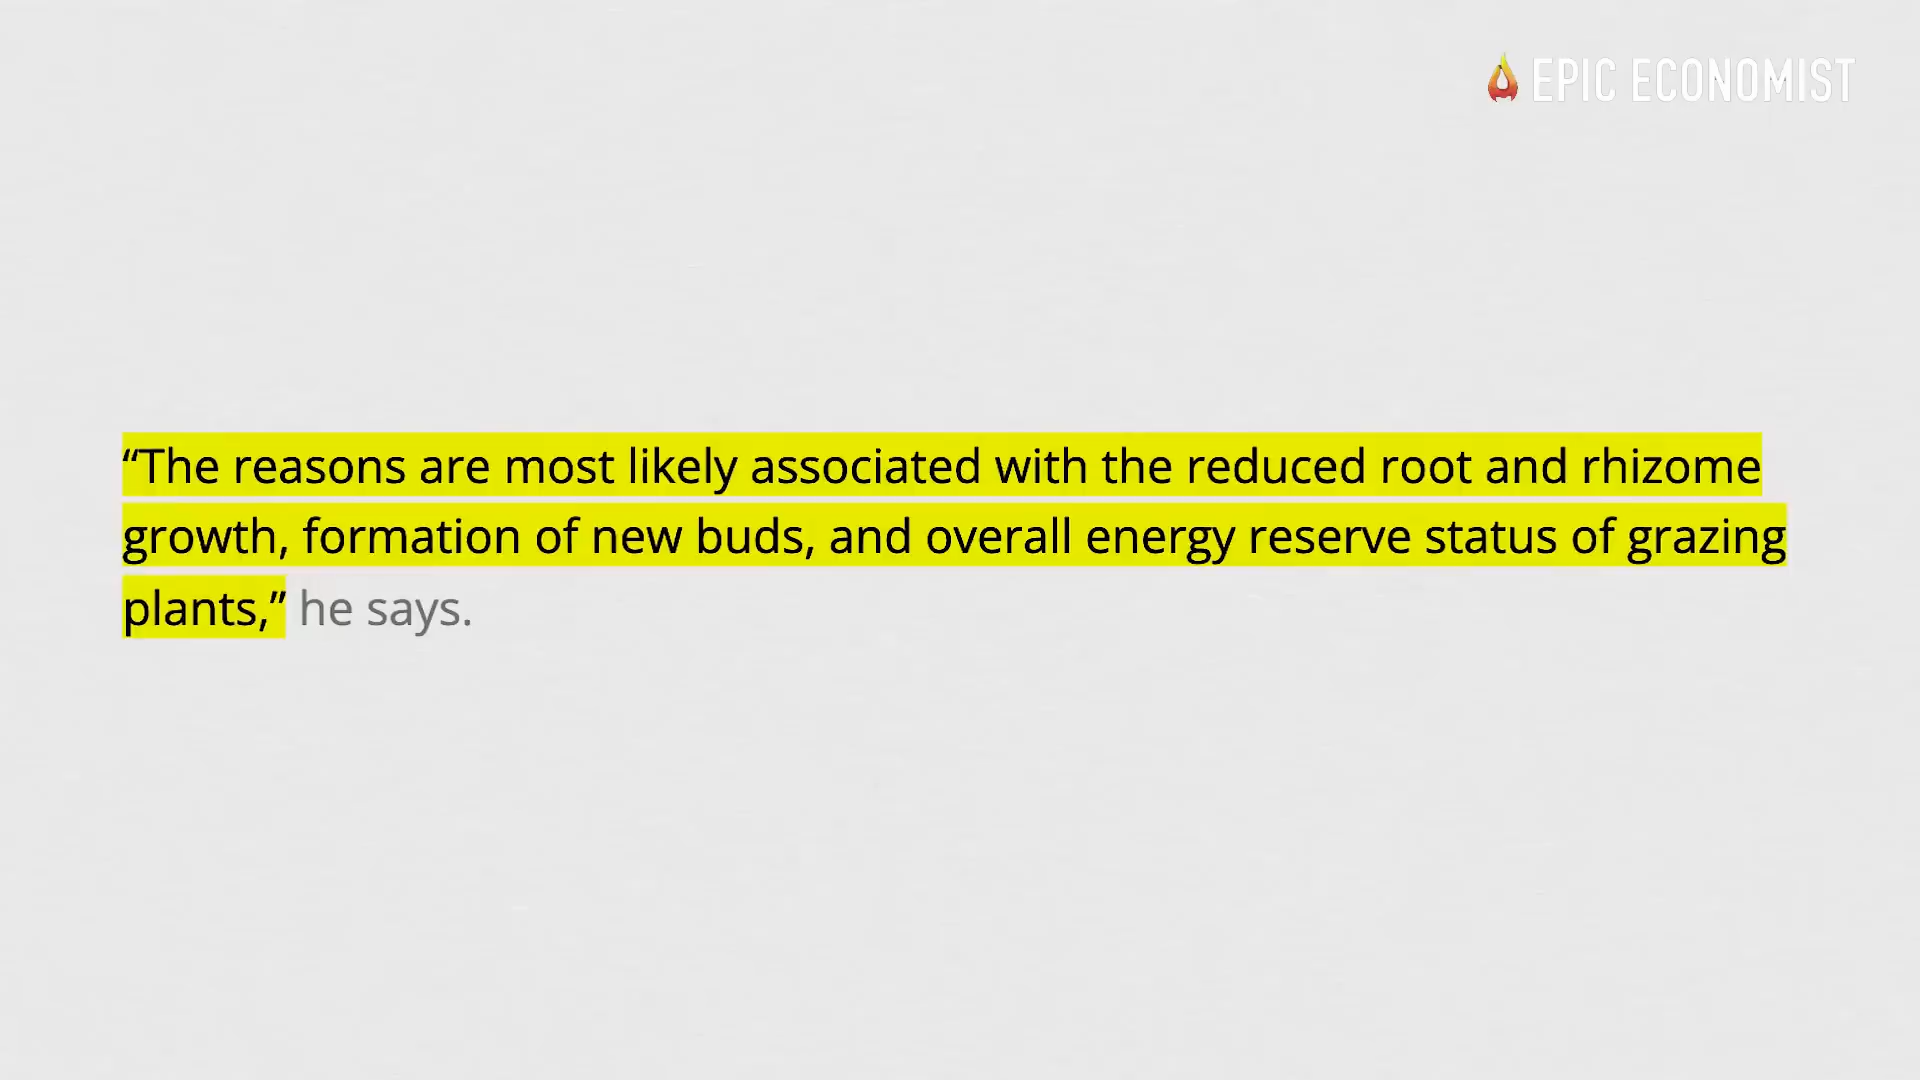 EPIC ECONOMIST
“The reasons are most likely associated with the reduced root and rhizome
growth, formation of new buds, and overall energy reserve status of grazing
plants,” he says.